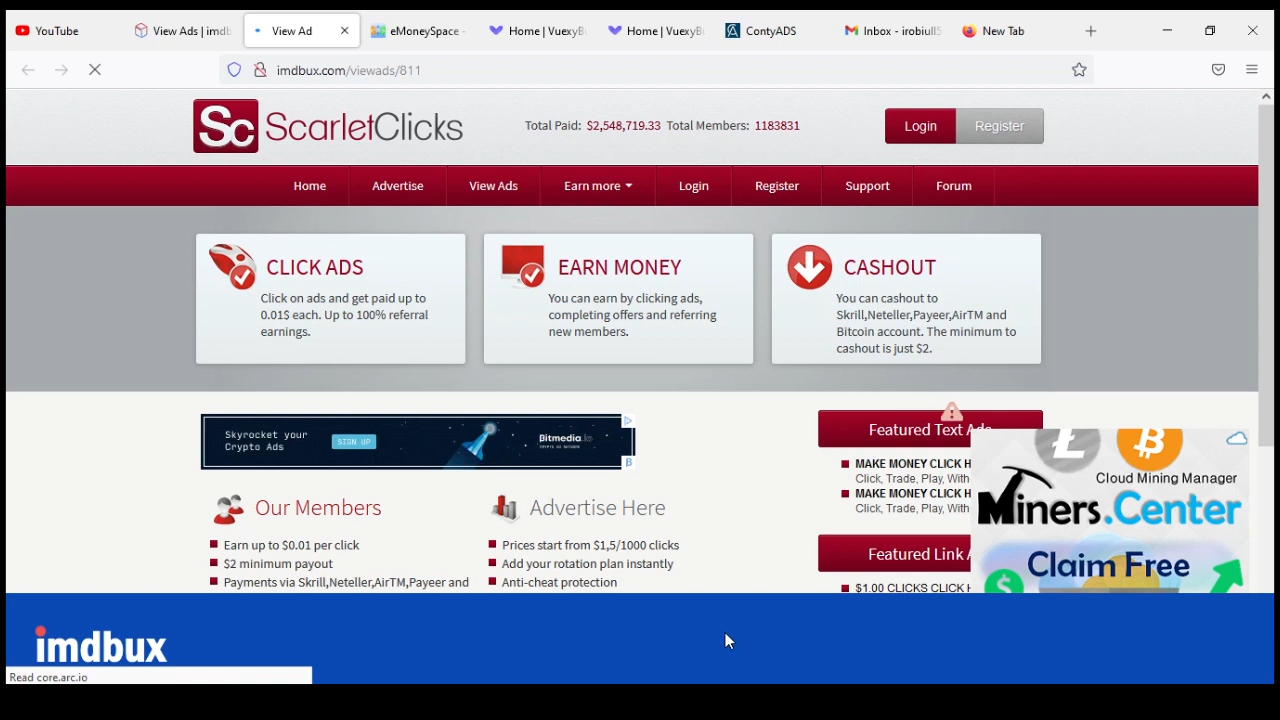 YouTube
View Ads | imdb
View Ad
eMoneySpace -
Home | VuexyB
Home | VuexyB
ContyADS
Inbox - irobiull5
New Tab
imdbux.com/viewads/811
Sc ScarletClicks
Total Paid: $2,548,719.33 Total Members: 1183831
Login
Register
Home
Advertise
View Ads
Earn more
Login
Register
Support
Forum
CLICK ADS
Click on ads and get paid up to
0.01$ each. Up to 100% referral
earnings.
EARN MONEY
You can earn by clicking ads,
completing offers and referring
new members.
CASHOUT
You can cashout to
Skrill,Neteller,Payeer,AirTM and
Bitcoin account. The minimum to
cashout is just $2.
Skyrocket your
Crypto Ads
SIGN UP
Bitmedia.io
Our Members
Earn up to $0.01 per click
$2 minimum payout
Payments via Skrill,Neteller,AirTM,Payeer and
Advertise Here
Prices start from $1,5/1000 clicks
Add your rotation plan instantly
Anti-cheat protection
Featured Text Ads
MAKE MONEY CLICK H
Click, Trade, Play, With
MAKE MONEY CLICK H
Click, Trade, Play, With
Featured Link A
$1.00 CLICKS CLICK H
Cloud Mining Manager
Miners.Center
Claim Free
imdbux
Read core.arc.io